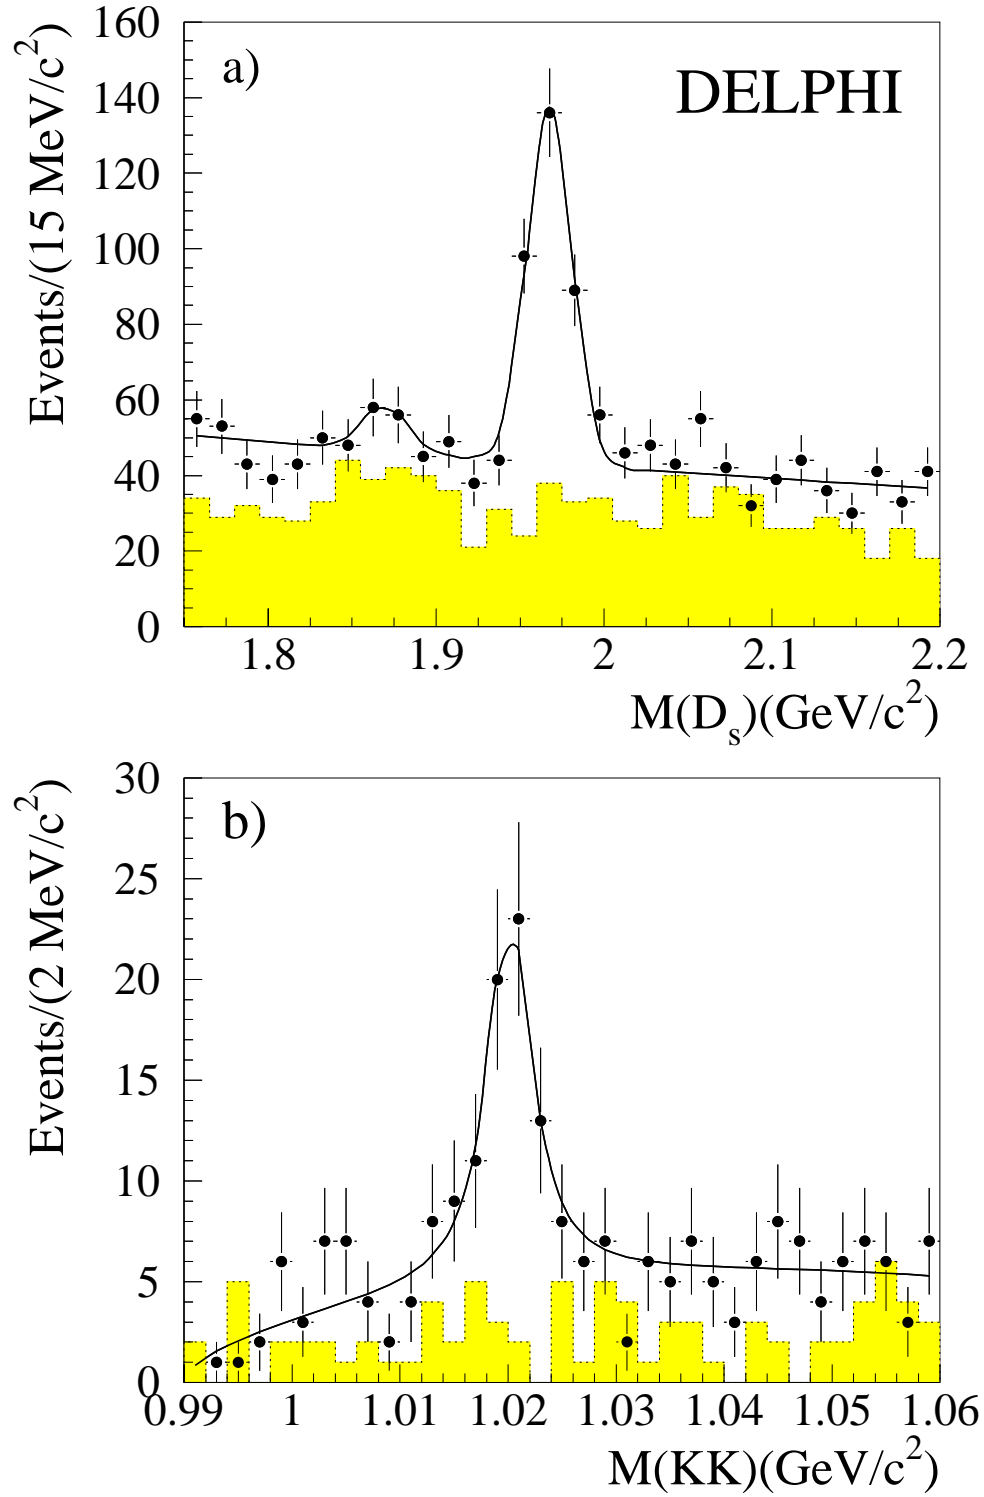 Events/(15 MeV/c²)
a)
DELPHI
160
140
120
100
80
60
40
20
0
1.8 1.9 2 2.1 2.2
M(Dₛ)(GeV/c²)
Events/(2 MeV/c²)
b)
30
25
20
15
10
5
0
0.99 1 1.01 1.02 1.03 1.04 1.05 1.06
M(KK)(GeV/c²)